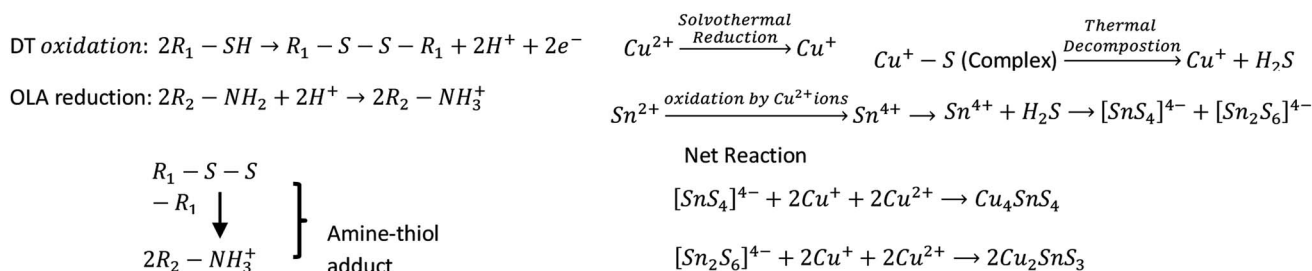 DT oxidation: 2R₁ − SH → R₁ − S − S − R₁ + 2H⁺ + 2e⁻
OLA reduction: 2R₂ − NH₂ + 2H⁺ → 2R₂ − NH₃⁺
R₁ − S − S
− R₁
2R₂ − NH₃⁺
Amine-thiol
adduct
Solvothermal
Reduction
Cu²⁺ → Cu⁺
Thermal
Decompostion
Cu⁺ − S (Complex) → Cu⁺ + H₂S
oxidation by Cu²⁺ions
Sn²⁺ → Sn⁴⁺ → Sn⁴⁺ + H₂S → [SnS₄]⁴⁻ + [Sn₂S₆]⁴⁻
Net Reaction
[SnS₄]⁴⁻ + 2Cu⁺ + 2Cu²⁺ → Cu₄SnS₄
[Sn₂S₆]⁴⁻ + 2Cu⁺ + 2Cu²⁺ → 2Cu₂SnS₃